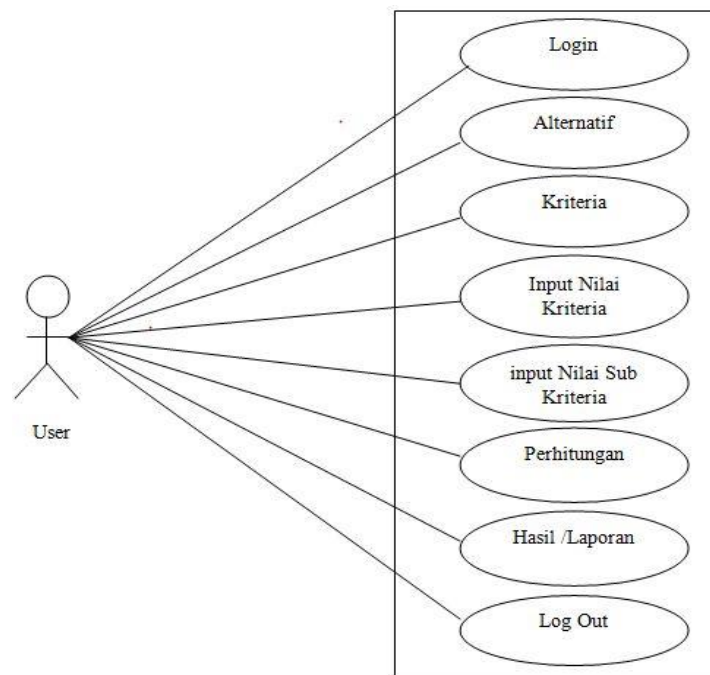 Login
Alternatif
Kriteria
Input Nilai
Kriteria
input Nilai Sub
Kriteria
User
Perhitungan
Hasil /Laporan
Log Out